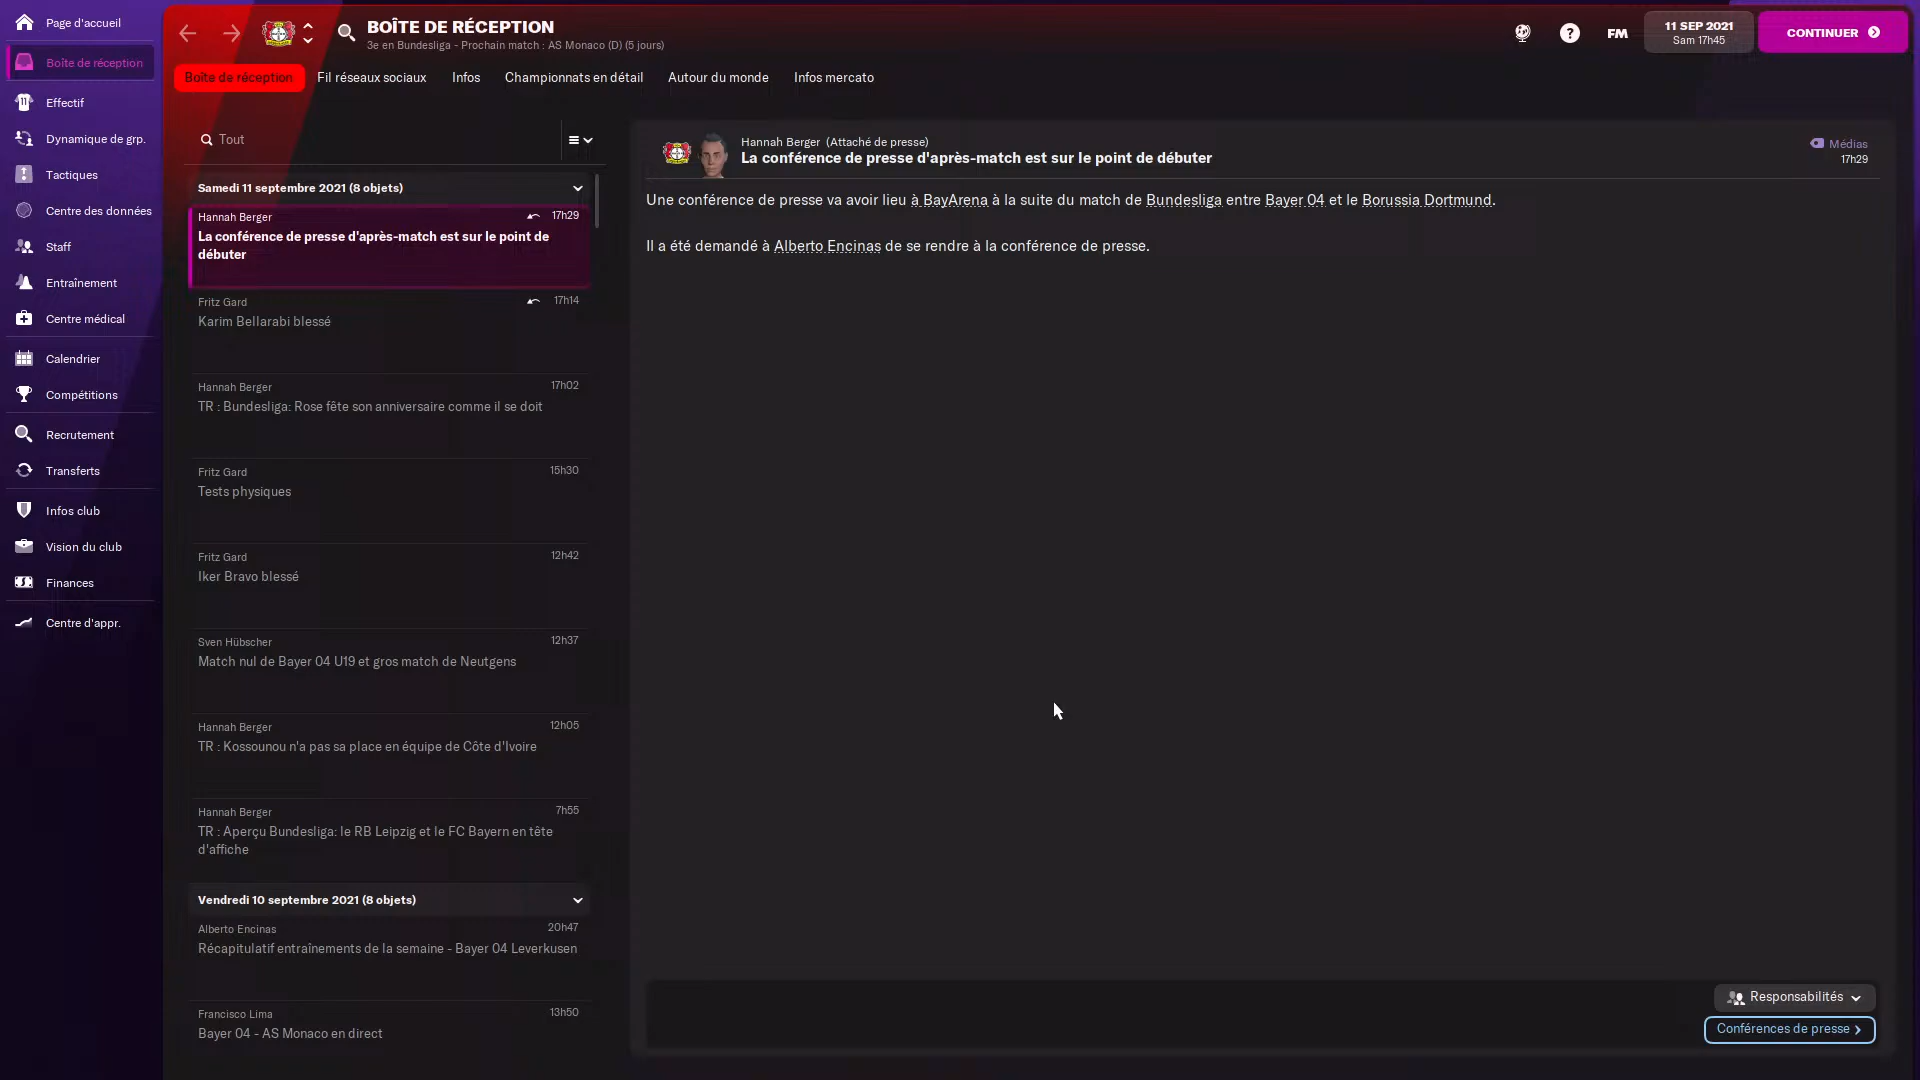 Page d'accueil
Boîte de réception
Effectif
Dynamique de grp.
Tactiques
Centre des données
Staff
Entraînement
Centre médical
Calendrier
Compétitions
Recrutement
Transferts
Infos club
Vision du club
Finances
Centre d'appr.
BOÎTE DE RÉCEPTION
3e en Bundesliga - Prochain match : AS Monaco (D) (5 jours)
FM
11 SEP 2021
Sam 17h45
CONTINUER
Boîte de réception
Fil réseaux sociaux
Infos
Championnats en détail
Autour du monde
Infos mercato
Tout
Samedi 11 septembre 2021 (8 objets)
Hannah Berger 17h29
La conférence de presse d'après-match est sur le point de
débuter
Fritz Gard 17h14
Karim Bellarabi blessé
Hannah Berger 17h02
TR : Bundesliga: Rose fête son anniversaire comme il se doit
Fritz Gard 15h30
Tests physiques
Fritz Gard 12h42
Iker Bravo blessé
Sven Hübscher 12h37
Match nul de Bayer 04 U19 et gros match de Neutgens
Hannah Berger 12h05
TR : Kossounou n'a pas sa place en équipe de Côte d'Ivoire
Hannah Berger 7h55
TR : Aperçu Bundesliga: le RB Leipzig et le FC Bayern en tête
d'affiche
Vendredi 10 septembre 2021 (8 objets)
Alberto Encinas 20h47
Récapitulatif entraînements de la semaine - Bayer 04 Leverkusen
Francisco Lima 13h50
Bayer 04 - AS Monaco en direct
Hannah Berger (Attaché de presse)
La conférence de presse d'après-match est sur le point de débuter
Médias
17h29
Une conférence de presse va avoir lieu à BayArena à la suite du match de Bundesliga entre Bayer 04 et le Borussia Dortmund.
Il a été demandé à Alberto Encinas de se rendre à la conférence de presse.
Responsabilités
Conférences de presse